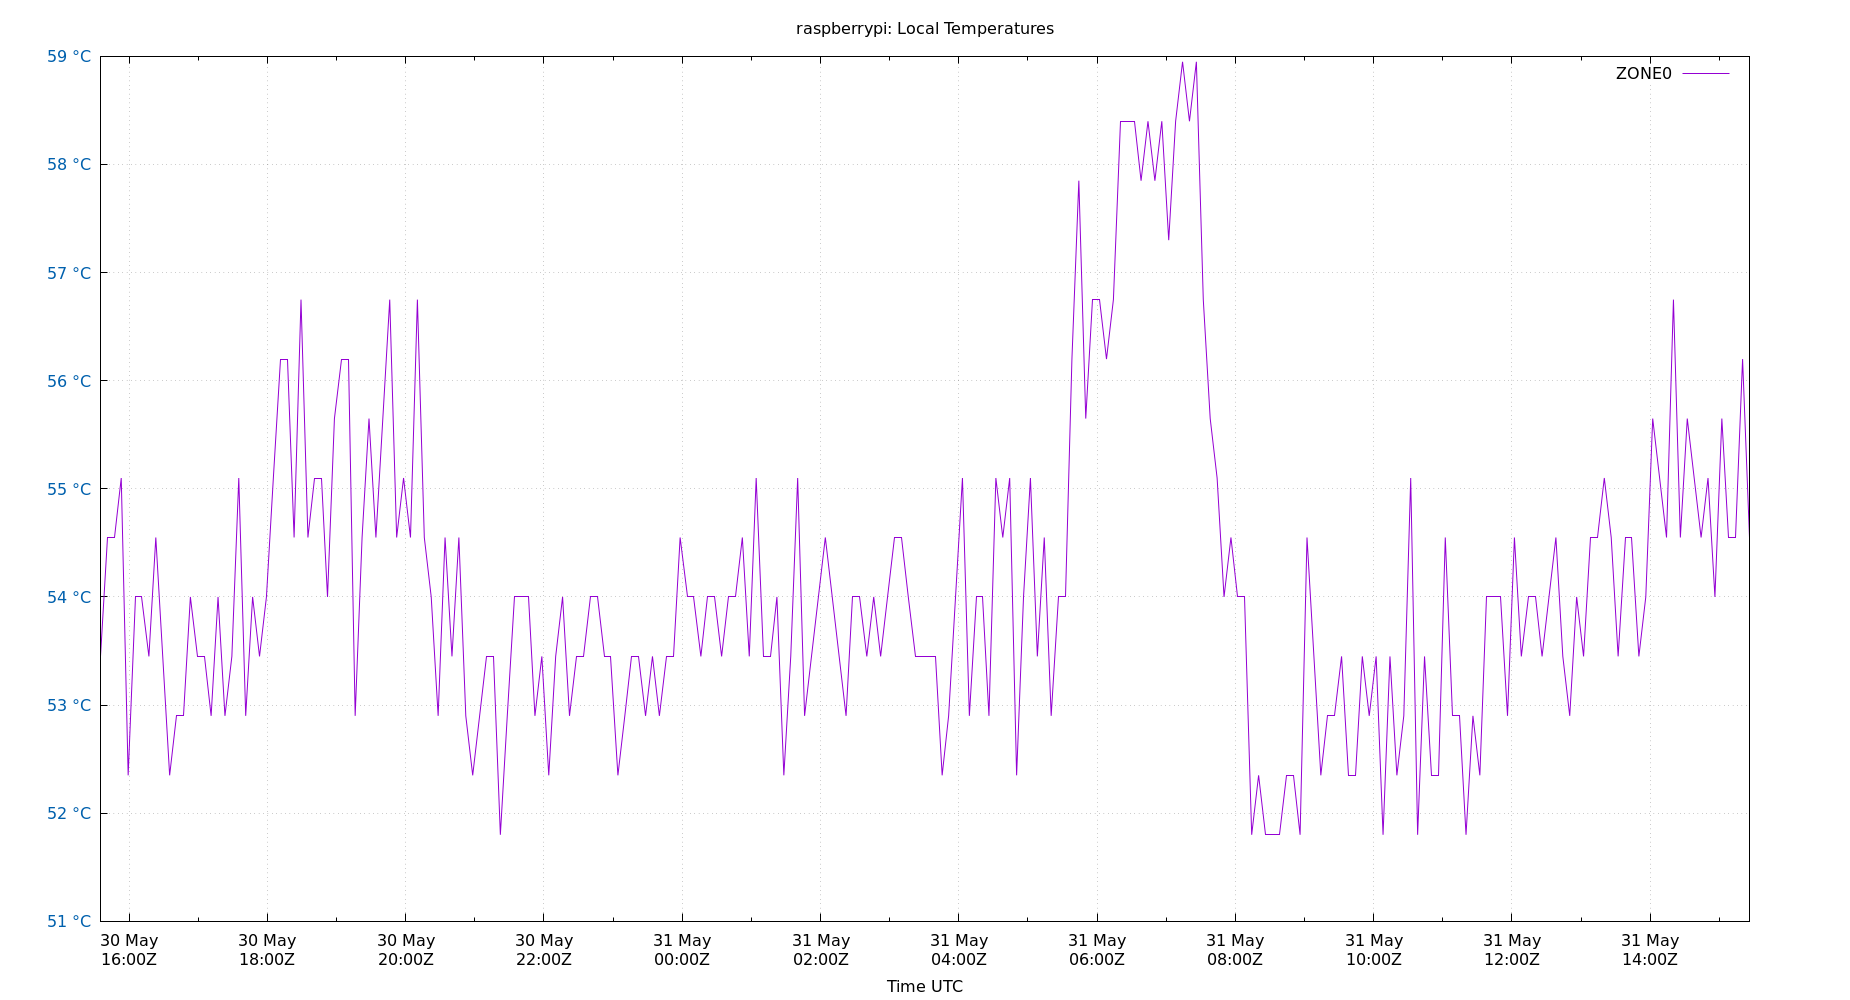 raspberrypi: Local Temperatures
59 °C
ZONE0
58 °C
57 °C
56 °C
55 °C
54 °C
53 °C
52 °C
51 °C
30 May 30 May 30 May 30 May 31 May 31 May 31 May 31 May 31 May 31 May 31 May 31 May
16:00Z 18:00Z 20:00Z 22:00Z 00:00Z 02:00Z 04:00Z 06:00Z 08:00Z 10:00Z 12:00Z 14:00Z
Time UTC